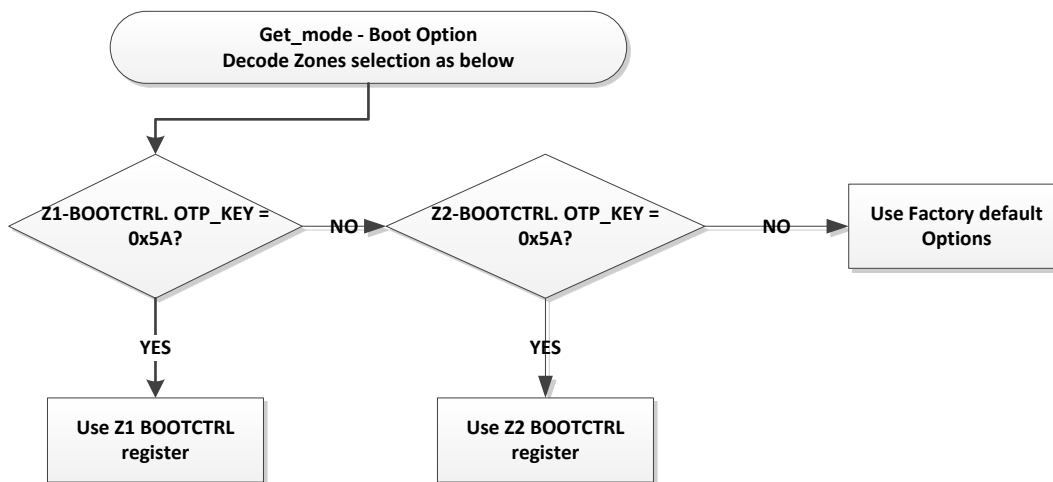 Get_mode - Boot Option
Decode Zones selection as below
Z1-BOOTCTRL. OTP_KEY =
0x5A?
NO
Z2-BOOTCTRL. OTP_KEY =
0x5A?
NO
Use Factory default
Options
YES
YES
Use Z1 BOOTCTRL
register
Use Z2 BOOTCTRL
register